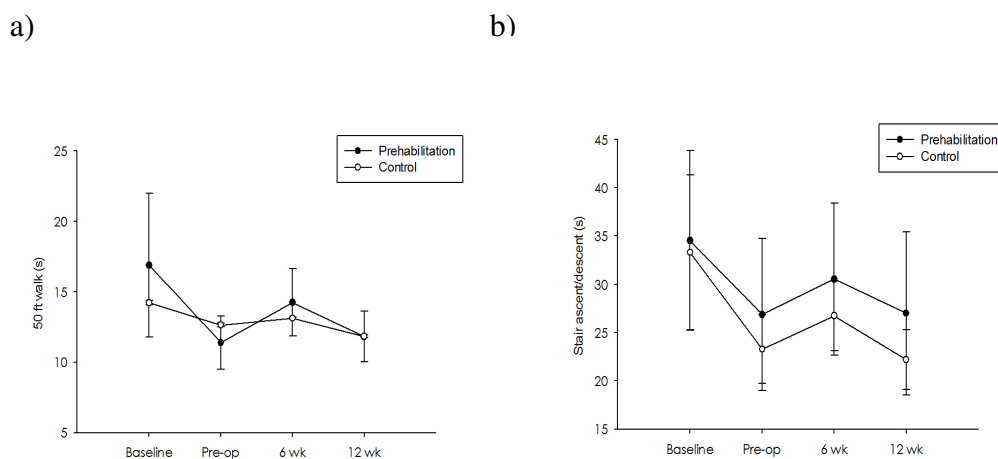 a)
b)
Prehabilitation
Control
25
20
15
10
5
50 ft walk (s)
Baseline Pre-op 6 wk 12 wk
Prehabilitation
Control
45
40
35
30
25
20
15
Stair ascent/descent (s)
Baseline Pre-op 6 wk 12 wk